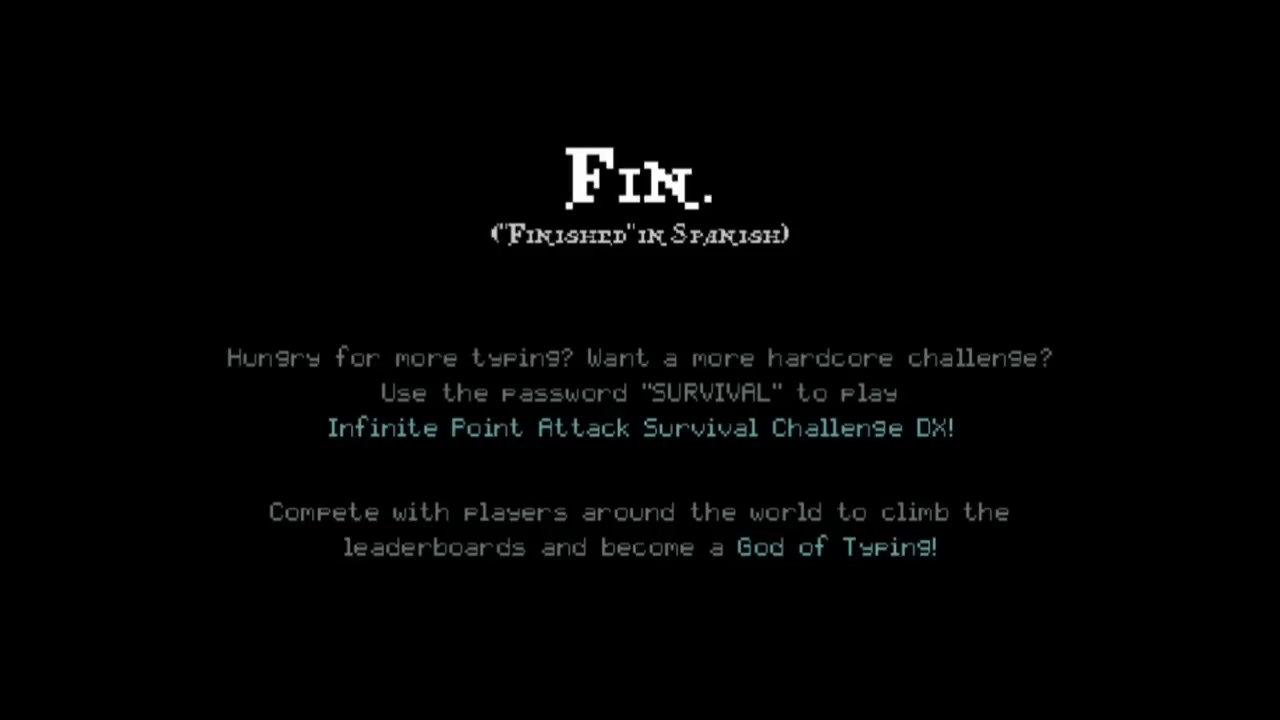 Fin.
("Finished" in Spanish)
Hungry for more typing? Want a more hardcore challenge?
Use the password "SURVIVAL" to play
Infinite Point Attack Survival Challenge DX!
Compete with players around the world to climb the
leaderboards and become a God of Typing!